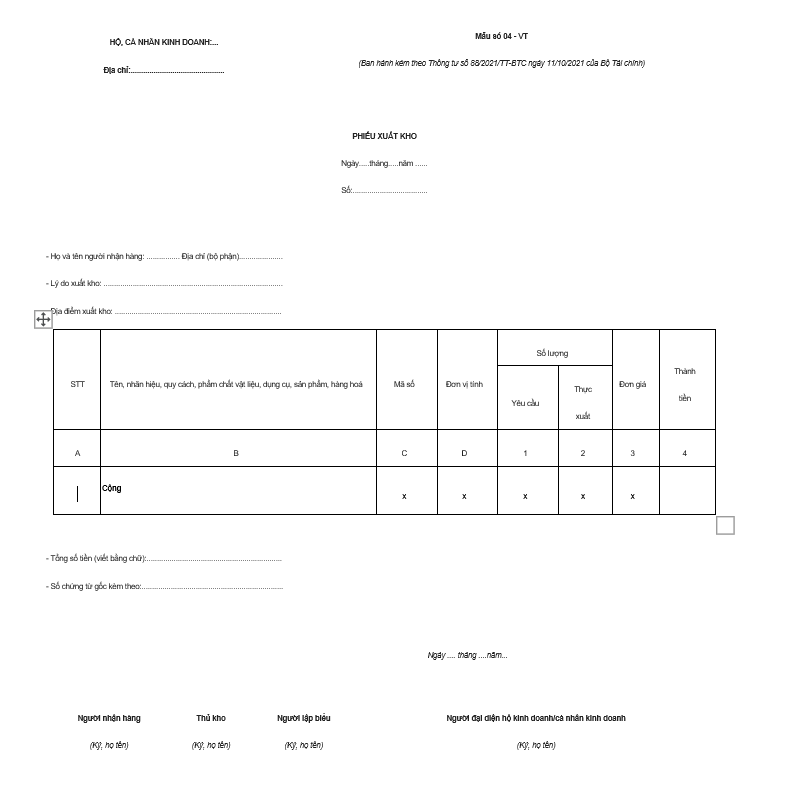 HỘ, CÁ NHÂN KINH DOANH:...
Địa chỉ:.............................................
Mẫu số 04 - VT
(Ban hành kèm theo Thông tư số 88/2021/TT-BTC ngày 11/10/2021 của Bộ Tài chính)
PHIẾU XUẤT KHO
Ngày.....tháng.....năm ......
Số:...................................
- Họ và tên người nhận hàng: ................ Địa chỉ (bộ phận).....................
- Lý do xuất kho: .....................................................................................
Địa điểm xuất kho: ...............................................................................
STT
Tên, nhãn hiệu, quy cách, phẩm chất vật liệu, dụng cụ, sản phẩm, hàng hoá
Mã số
Đơn vị tính
Số lượng
Yêu cầu
Thực
xuất
Đơn giá
Thành
tiền
A B C D 1 2 3 4
Cộng x x x x x
- Tổng số tiền (viết bằng chữ):................................................................
- Số chứng từ gốc kèm theo:...................................................................
Ngày .... tháng ....năm...
Người nhận hàng Thủ kho Người lập biểu Người đại diện hộ kinh doanh/cá nhân kinh doanh
(Ký, họ tên) (Ký, họ tên) (Ký, họ tên) (Ký, họ tên)